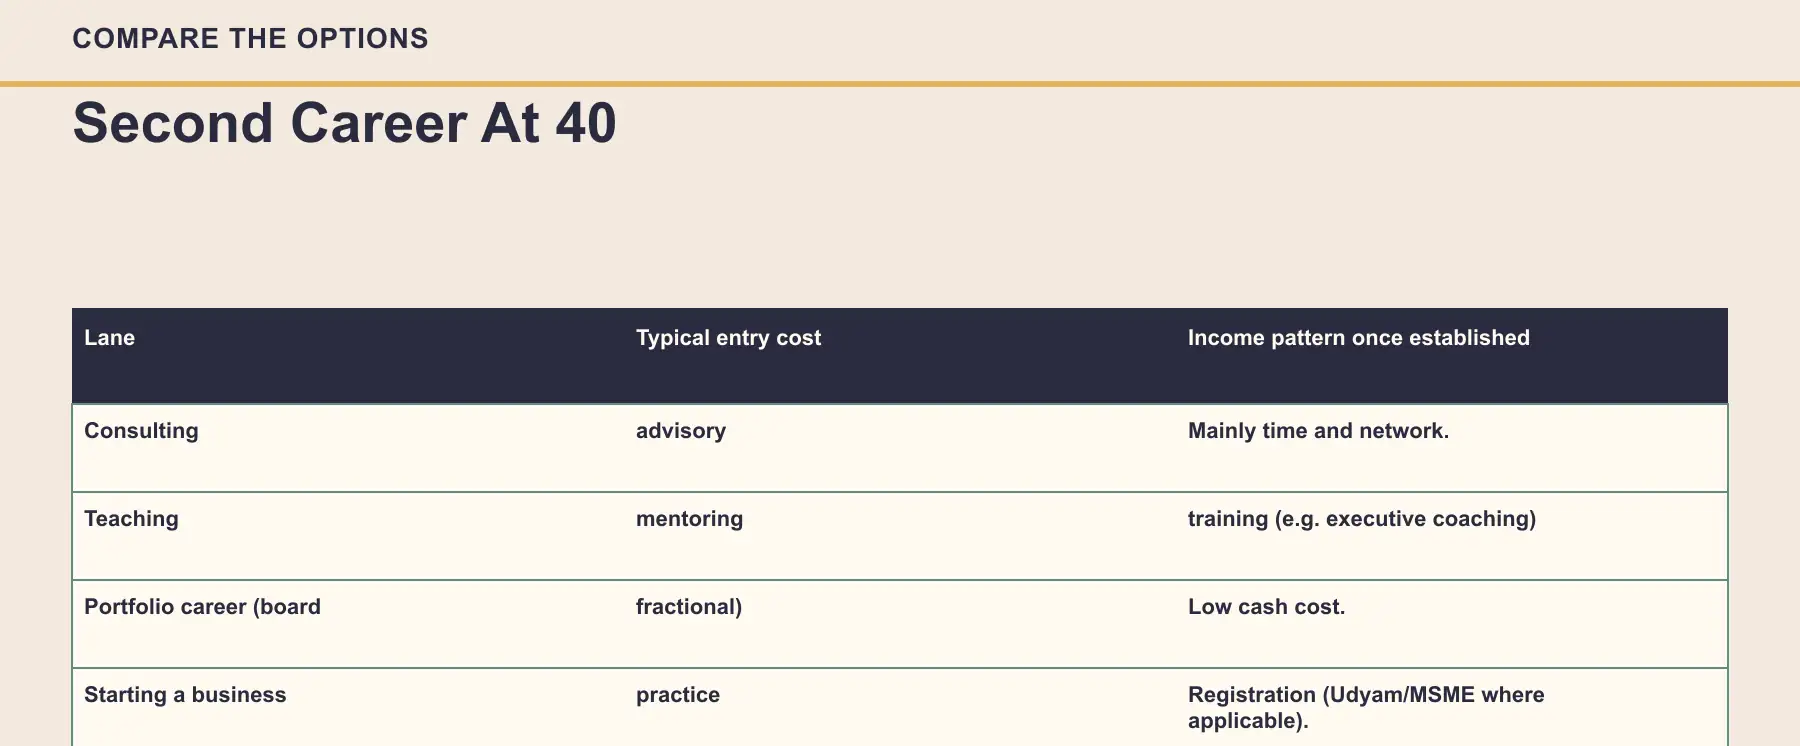 COMPARE THE OPTIONS
Second Career At 40
Lane Typical entry cost Income pattern once established
Consulting advisory Mainly time and network.
Teaching mentoring training (e.g. executive coaching)
Portfolio career (board fractional) Low cash cost.
Starting a business practice Registration (Udyam/MSME where
applicable).